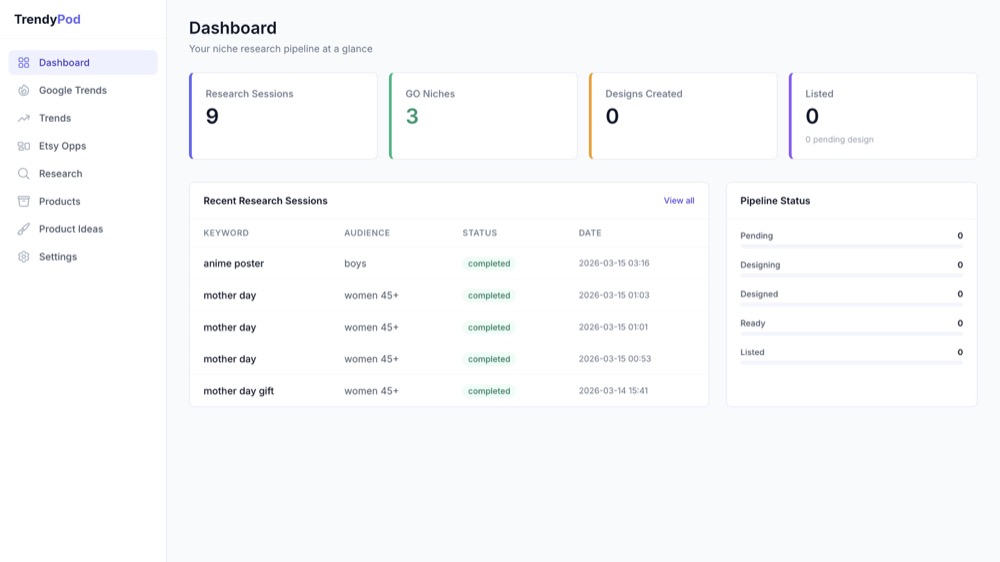 TrendyPod
Dashboard
Google Trends
Trends
Etsy Opps
Research
Products
Product Ideas
Settings
Dashboard
Your niche research pipeline at a glance
Research Sessions
9
GO Niches
3
Designs Created
0
Listed
0
0 pending design
Recent Research Sessions
View all
KEYWORD AUDIENCE STATUS DATE
anime poster boys completed 2026-03-15 03:16
mother day women 45+ completed 2026-03-15 01:03
mother day women 45+ completed 2026-03-15 01:01
mother day women 45+ completed 2026-03-15 00:53
mother day gift women 45+ completed 2026-03-14 15:41
Pipeline Status
Pending 0
Designing 0
Designed 0
Ready 0
Listed 0